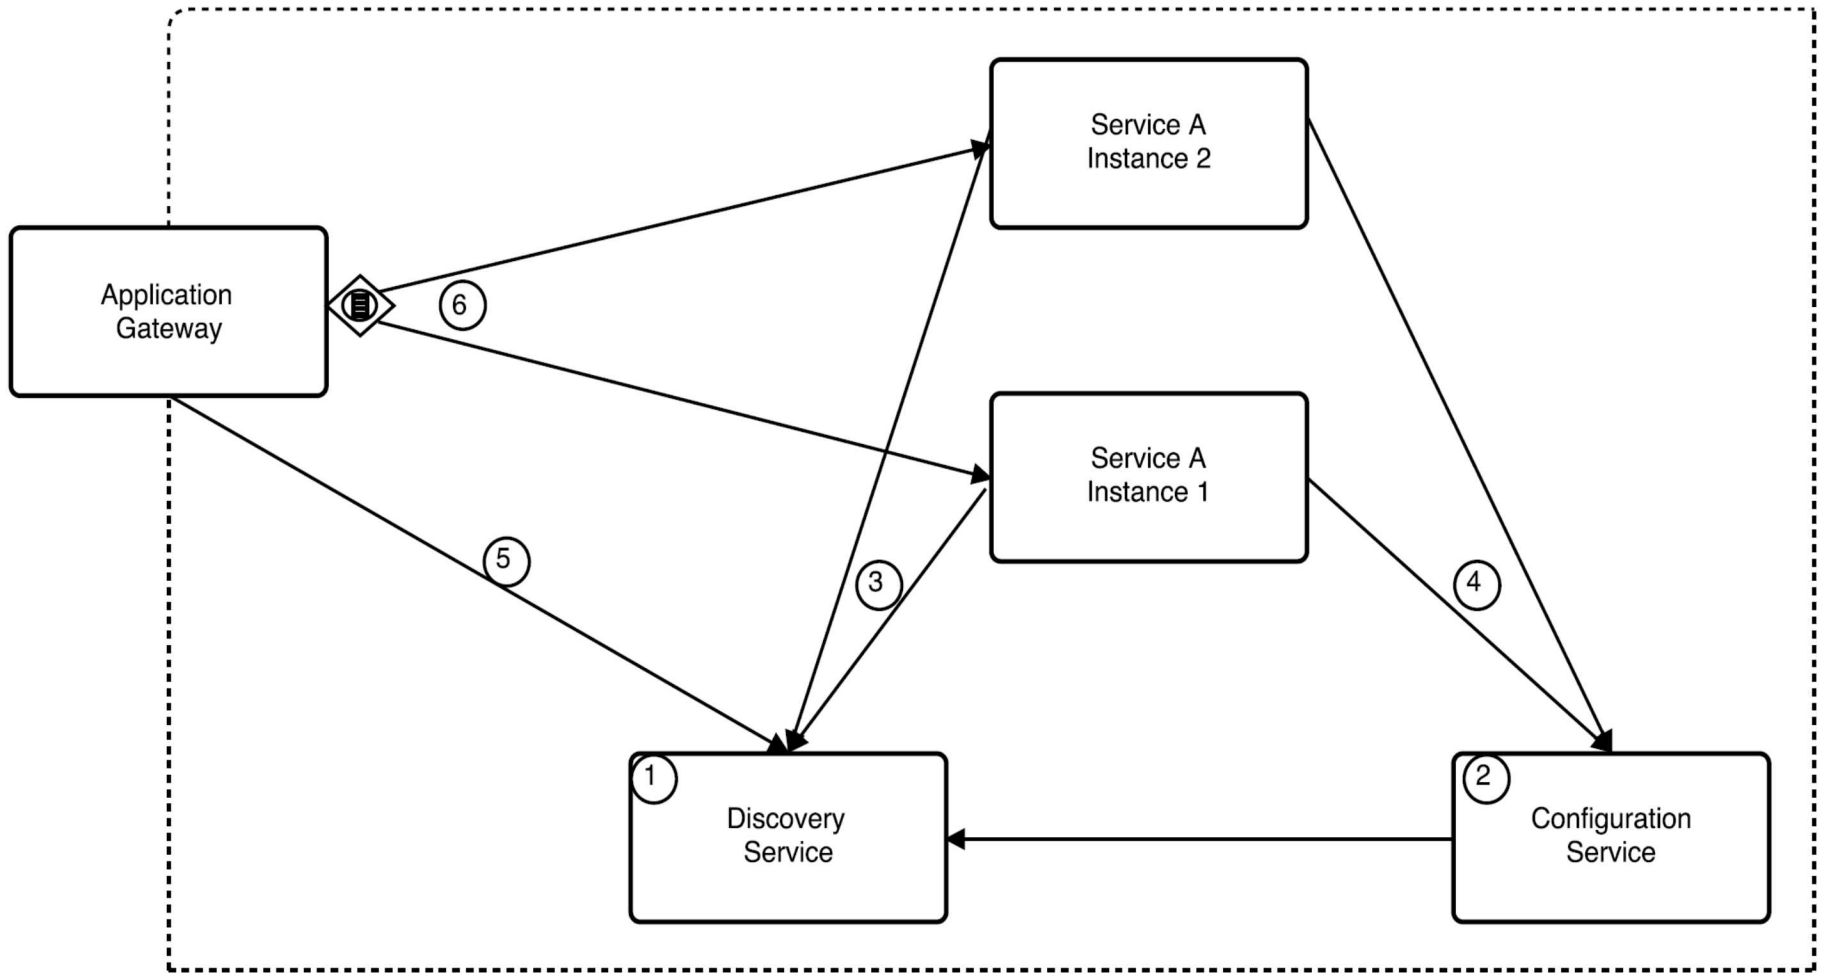 Service A
Instance 2
Application
Gateway
6
Service A
Instance 1
5
3
4
1
Discovery
Service
2
Configuration
Service